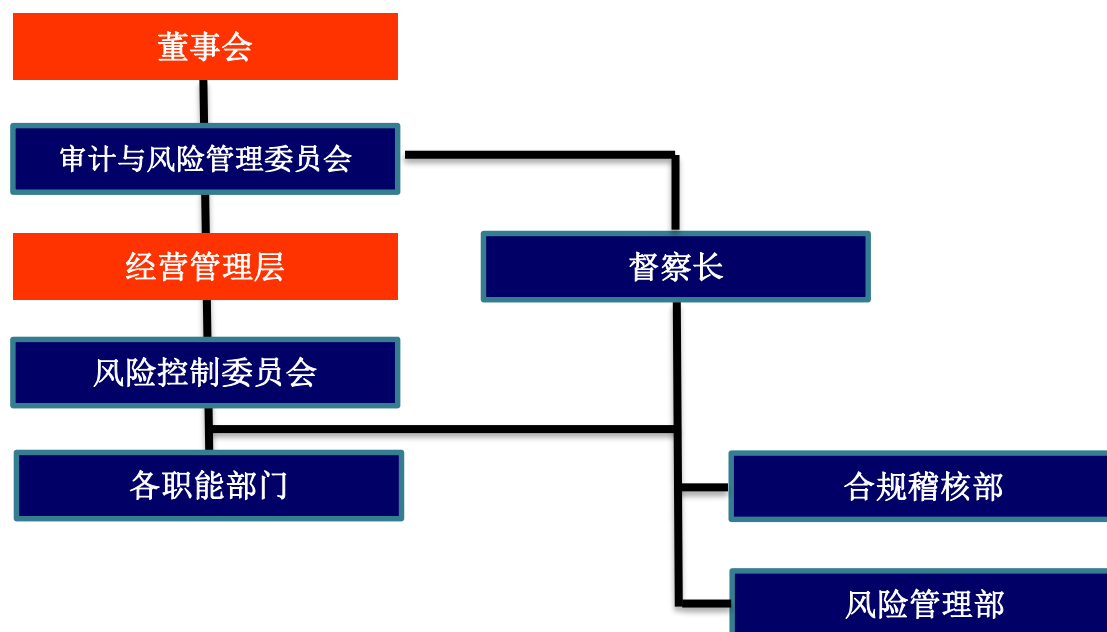 董事会
审计与风险管理委员会
经营管理层
督察长
风险控制委员会
各职能部门
合规稽核部
风险管理部